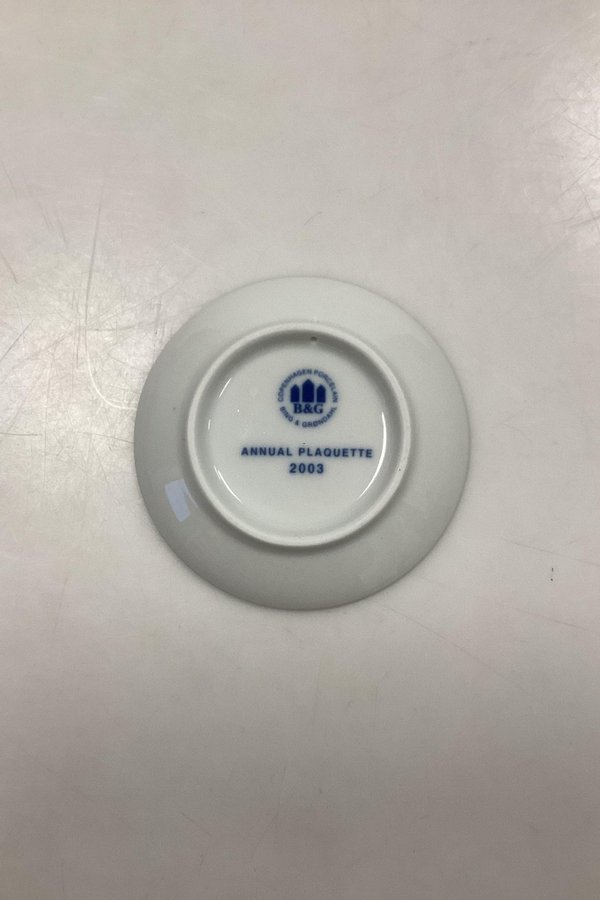 COPENHAGEN PORCELAIN
B&G
BING & GRØNDAHL
ANNUAL PLAQUETTE
2003